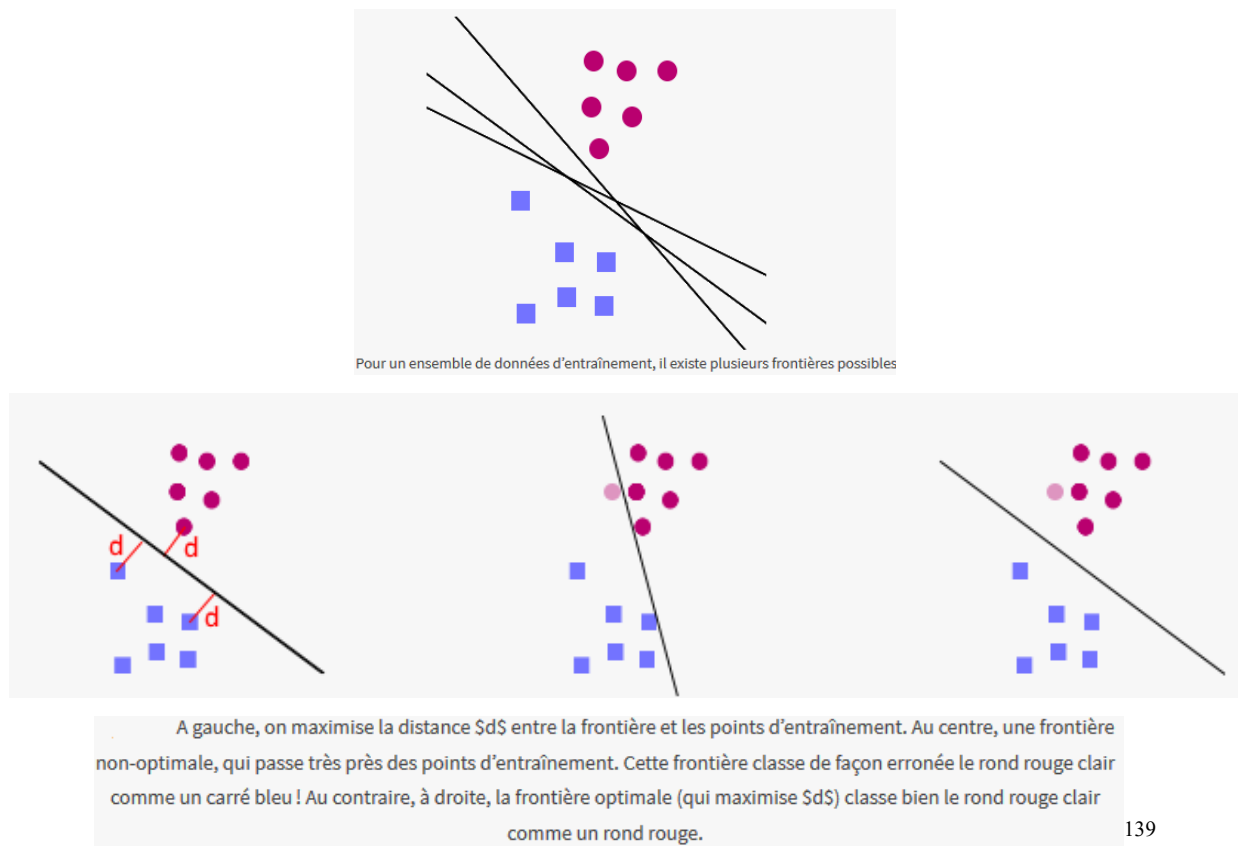 Pour un ensemble de données d'entraînement, il existe plusieurs frontières possibles
d
d
d
A gauche, on maximise la distance $d$ entre la frontière et les points d'entraînement. Au centre, une frontière
non-optimale, qui passe très près des points d'entraînement. Cette frontière classe de façon erronée le rond rouge clair
comme un carré bleu ! Au contraire, à droite, la frontière optimale (qui maximise $d$) classe bien le rond rouge clair
comme un rond rouge.
139